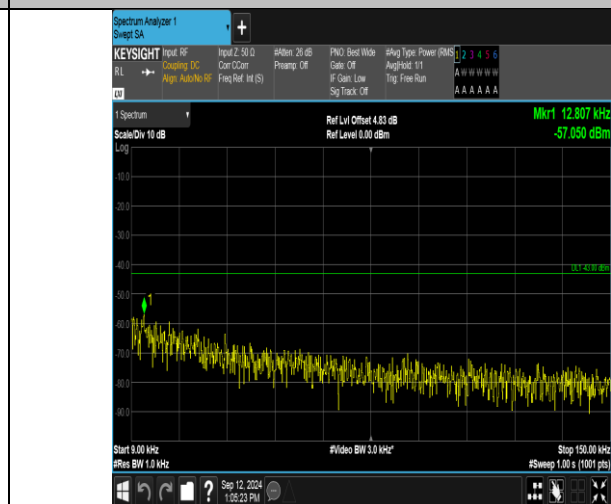 Spectrum Analyzer 1
Swept SA
+
KEYSIGHT
RL
LXI
Input: RF
Coupling: DC
Align: Auto/No RF
Input Z: 50 Ω
Corr CCorr
Freq Ref: Int (S)
#Atten: 26 dB
Preamp: Off
PNO: Best Wide
Gate: Off
IF Gain: Low
Sig Track: Off
#Avg Type: Power (RMS
Avg|Hold: 1/1
Trig: Free Run
1 2 3 4 5 6
A W W W W W
A A A A A A
1 Spectrum
Scale/Div 10 dB
Log
Ref Lvl Offset 4.83 dB
Ref Level 0.00 dBm
Mkr1 12.807 kHz
-57.050 dBm
-10.0
-20.0
-30.0
-40.0
DL1 -43.00 dBm
-50.0
1
-60.0
-70.0
-80.0
-90.0
Start 9.00 kHz
#Res BW 1.0 kHz
#Video BW 3.0 kHz*
Stop 150.00 kHz
#Sweep 1.00 s (1001 pts)
?
Sep 12, 2024
1:05:23 PM